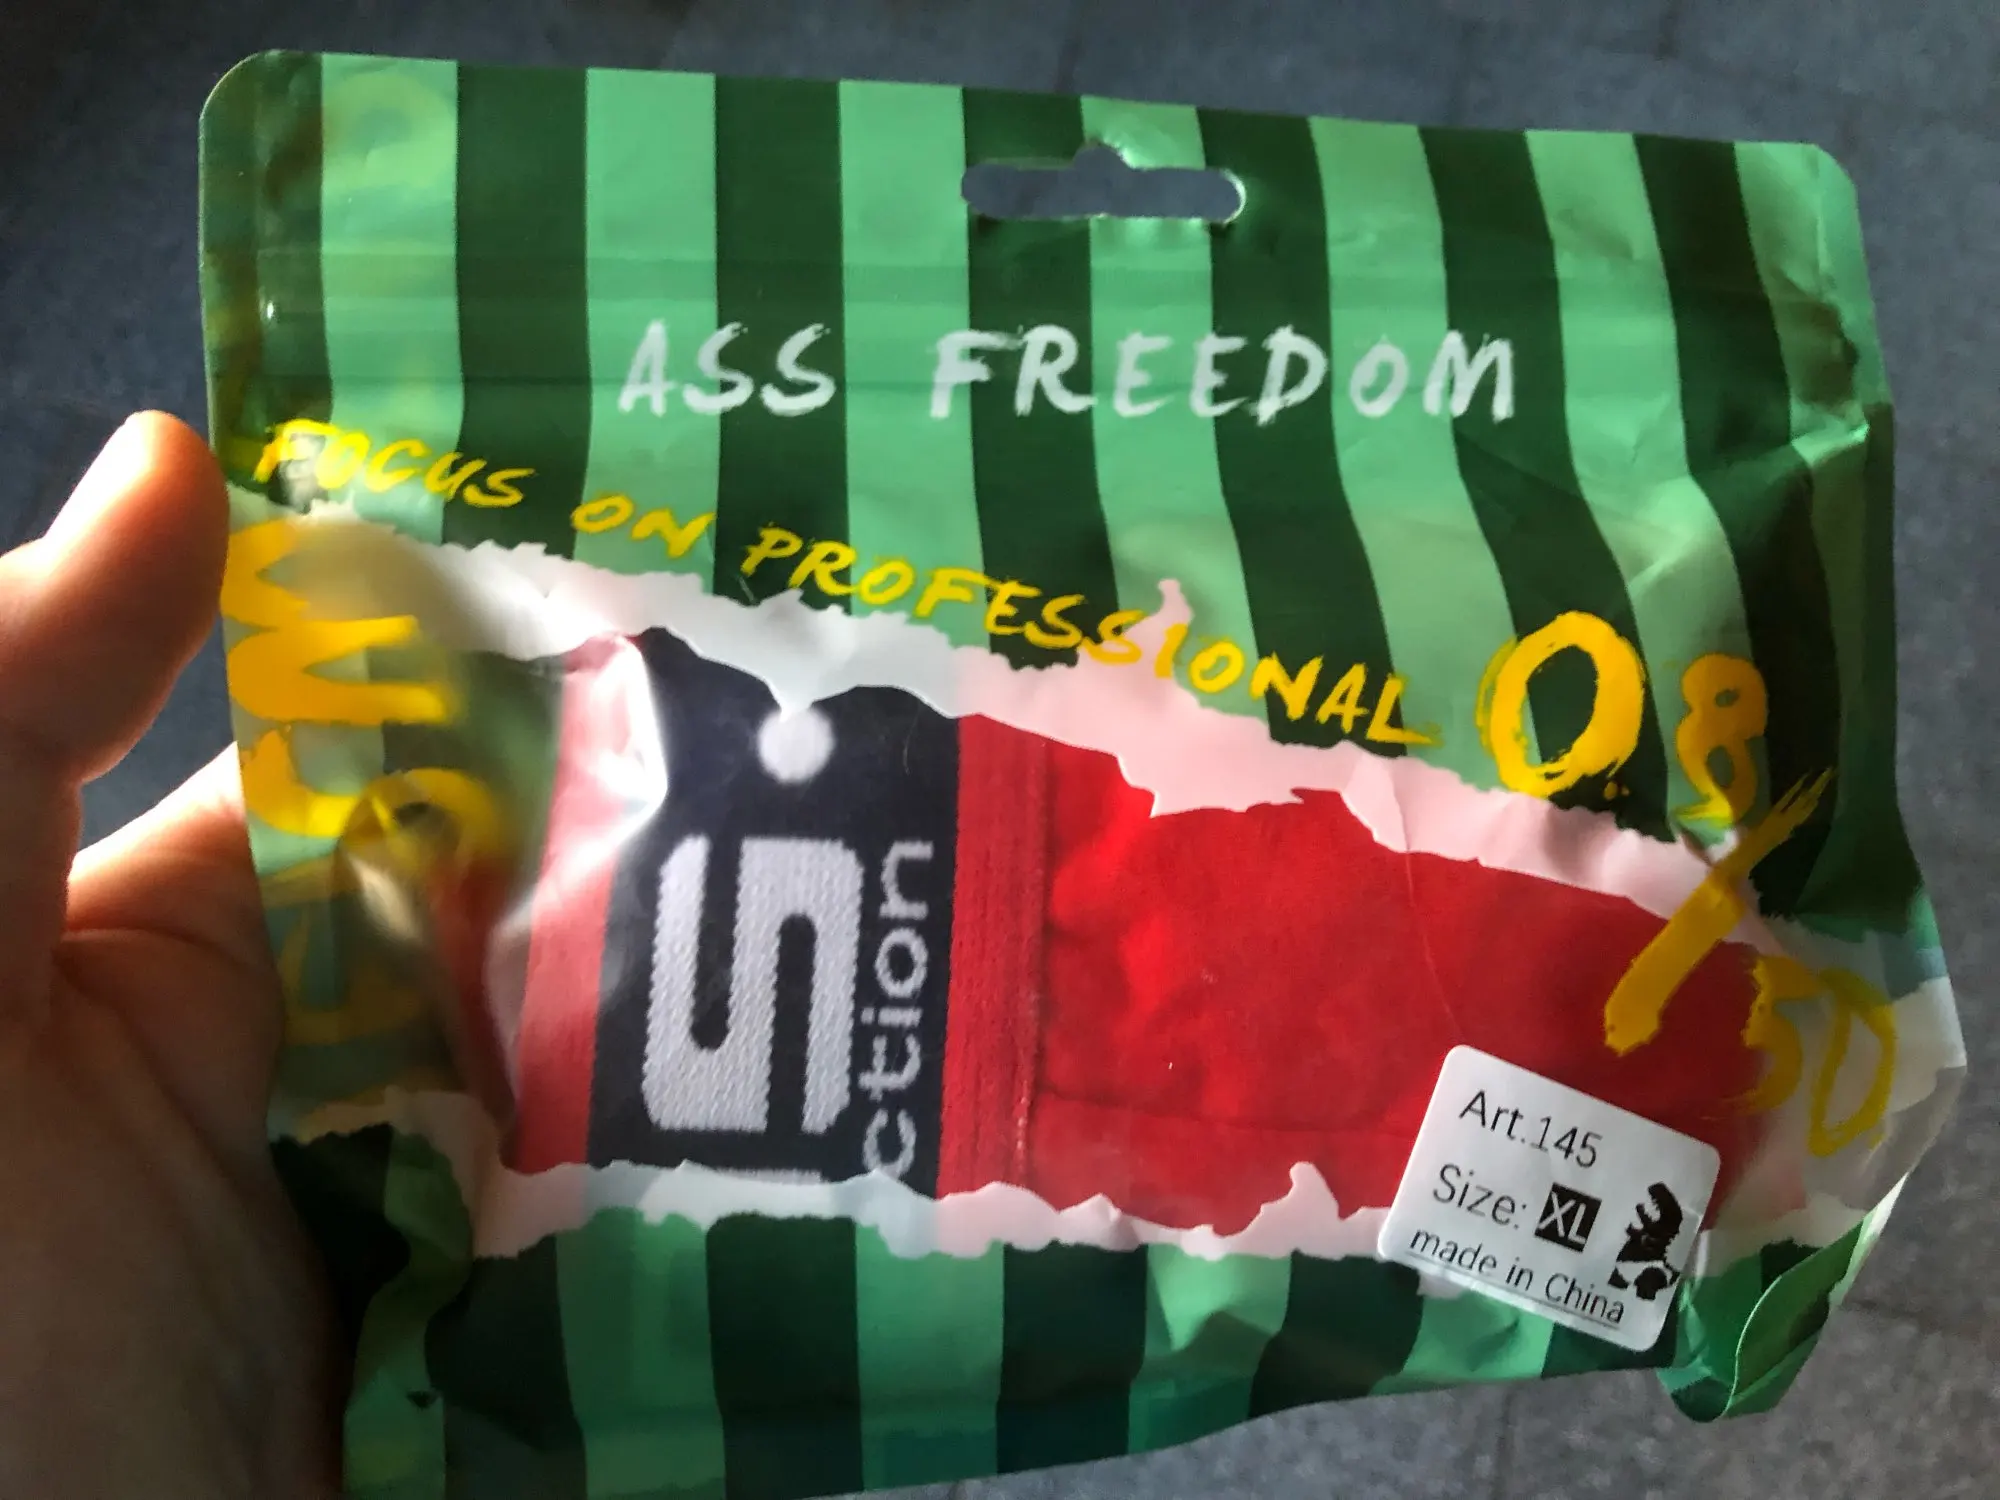 ASS FREEDOM
FOCUS ON PROFESSIONAL
ction
Art.145
Size: XL
made in China